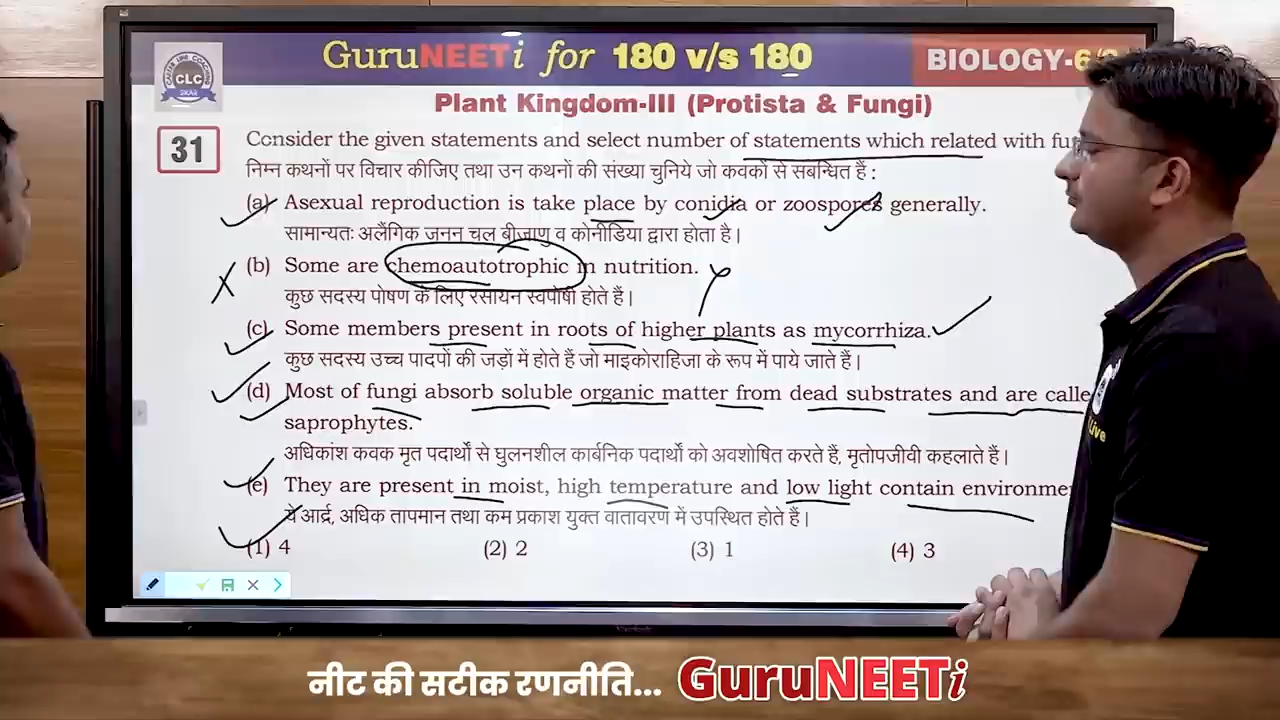 GuruNEETi for 180 v/s 180
BIOLOGY-6
CLC
SIKAR
Plant Kingdom-III (Protista & Fungi)
31
Consider the given statements and select number of statements which related with
निम्न कथनों पर विचार कीजिए तथा उन कथनों की संख्या चुनिये जो कवकों से सबन्धित हैं :
(a) Asexual reproduction is take place by conidia or zoospores generally.
सामान्यतः अलैंगिक जनन चल बीजाणु व कोनीडिया द्वारा होता है।
(b) Some are chemoautotrophic in nutrition.
कुछ सदस्य पोषण के लिए रसायन स्वपोषी होते हैं।
(c) Some members present in roots of higher plants as mycorrhiza.
कुछ सदस्य उच्च पादपों की जड़ों में होते हैं जो माइकोराहिजा के रूप में पाये जाते हैं।
(d) Most of fungi absorb soluble organic matter from dead substrates and are calle
saprophytes.
अधिकांश कवक मृत पदार्थों से घुलनशील कार्बनिक पदार्थों को अवशोषित करते हैं, मृतोपजीवी कहलाते हैं।
(e) They are present in moist, high temperature and low light contain environme
ये आर्द्र, अधिक तापमान तथा कम प्रकाश युक्त वातावरण में उपस्थित होते हैं।
(1) 4 (2) 2 (3) 1 (4) 3
ive
नीट की सटीक रणनीति... GuruNEETi